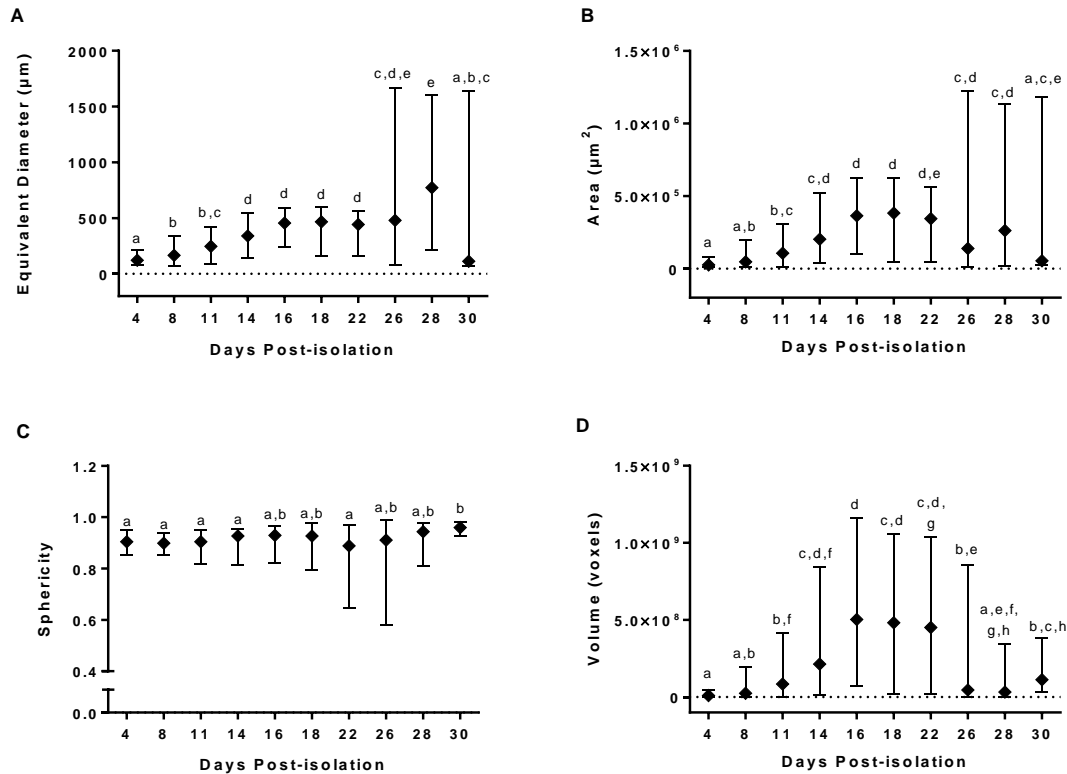 A
Equivalent Diameter (μm)
2000
1500
1000
500
0
a
b
b,c
d
d
d
d
c,d,e
e
a,b,c
4 8 11 14 16 18 22 26 28 30
Days Post-isolation
B
Area (μm²)
1.5×10⁶
1.0×10⁶
5.0×10⁵
0
a
a,b
b,c
c,d
d
d
d,e
c,d
c,d
a,c,e
4 8 11 14 16 18 22 26 28 30
Days Post-isolation
C
Sphericity
1.2
1.0
0.8
0.6
0.4
0.0
a
a
a
a
a,b
a,b
a
a,b
a,b
b
4 8 11 14 16 18 22 26 28 30
Days Post-isolation
D
Volume (voxels)
1.5×10⁹
1.0×10⁹
5.0×10⁸
0
a
a,b
b,f
c,d,f
d
c,d
c,d,
g
b,e
a,e,f,
g,h
b,c,h
4 8 11 14 16 18 22 26 28 30
Days Post-isolation